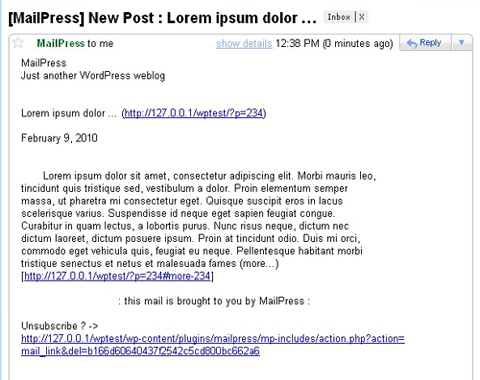 [MailPress] New Post : Lorem ipsum dolor ... Inbox | X
MailPress to me show details 12:38 PM (0 minutes ago) Reply
MailPress
Just another WordPress weblog
Lorem ipsum dolor ... (http://127.0.0.1/wptest/?p=234)
February 9, 2010
Lorem ipsum dolor sit amet, consectetur adipiscing elit. Morbi mauris leo,
tincidunt quis tristique sed, vestibulum a dolor. Proin elementum semper
massa, ut pharetra mi consectetur eget. Quisque suscipit eros in lacus
scelerisque varius. Suspendisse id neque eget sapien feugiat congue.
Curabitur in quam lectus, a lobortis purus. Nunc risus neque, dictum nec
dictum laoreet, dictum posuere ipsum. Proin at tincidunt odio. Duis mi orci,
commodo eget vehicula quis, feugiat eu neque. Pellentesque habitant morbi
tristique senectus et netus et malesuada fames (more...)
[http://127.0.0.1/wptest/?p=234#more-234]
: this mail is brought to you by MailPress :
Unsubscribe ? ->
http://127.0.0.1/wptest/wp-content/plugins/mailpress/mp-includes/action.php?action=
mail_link&del=b166d60640437f2542c5cd800bc662a6